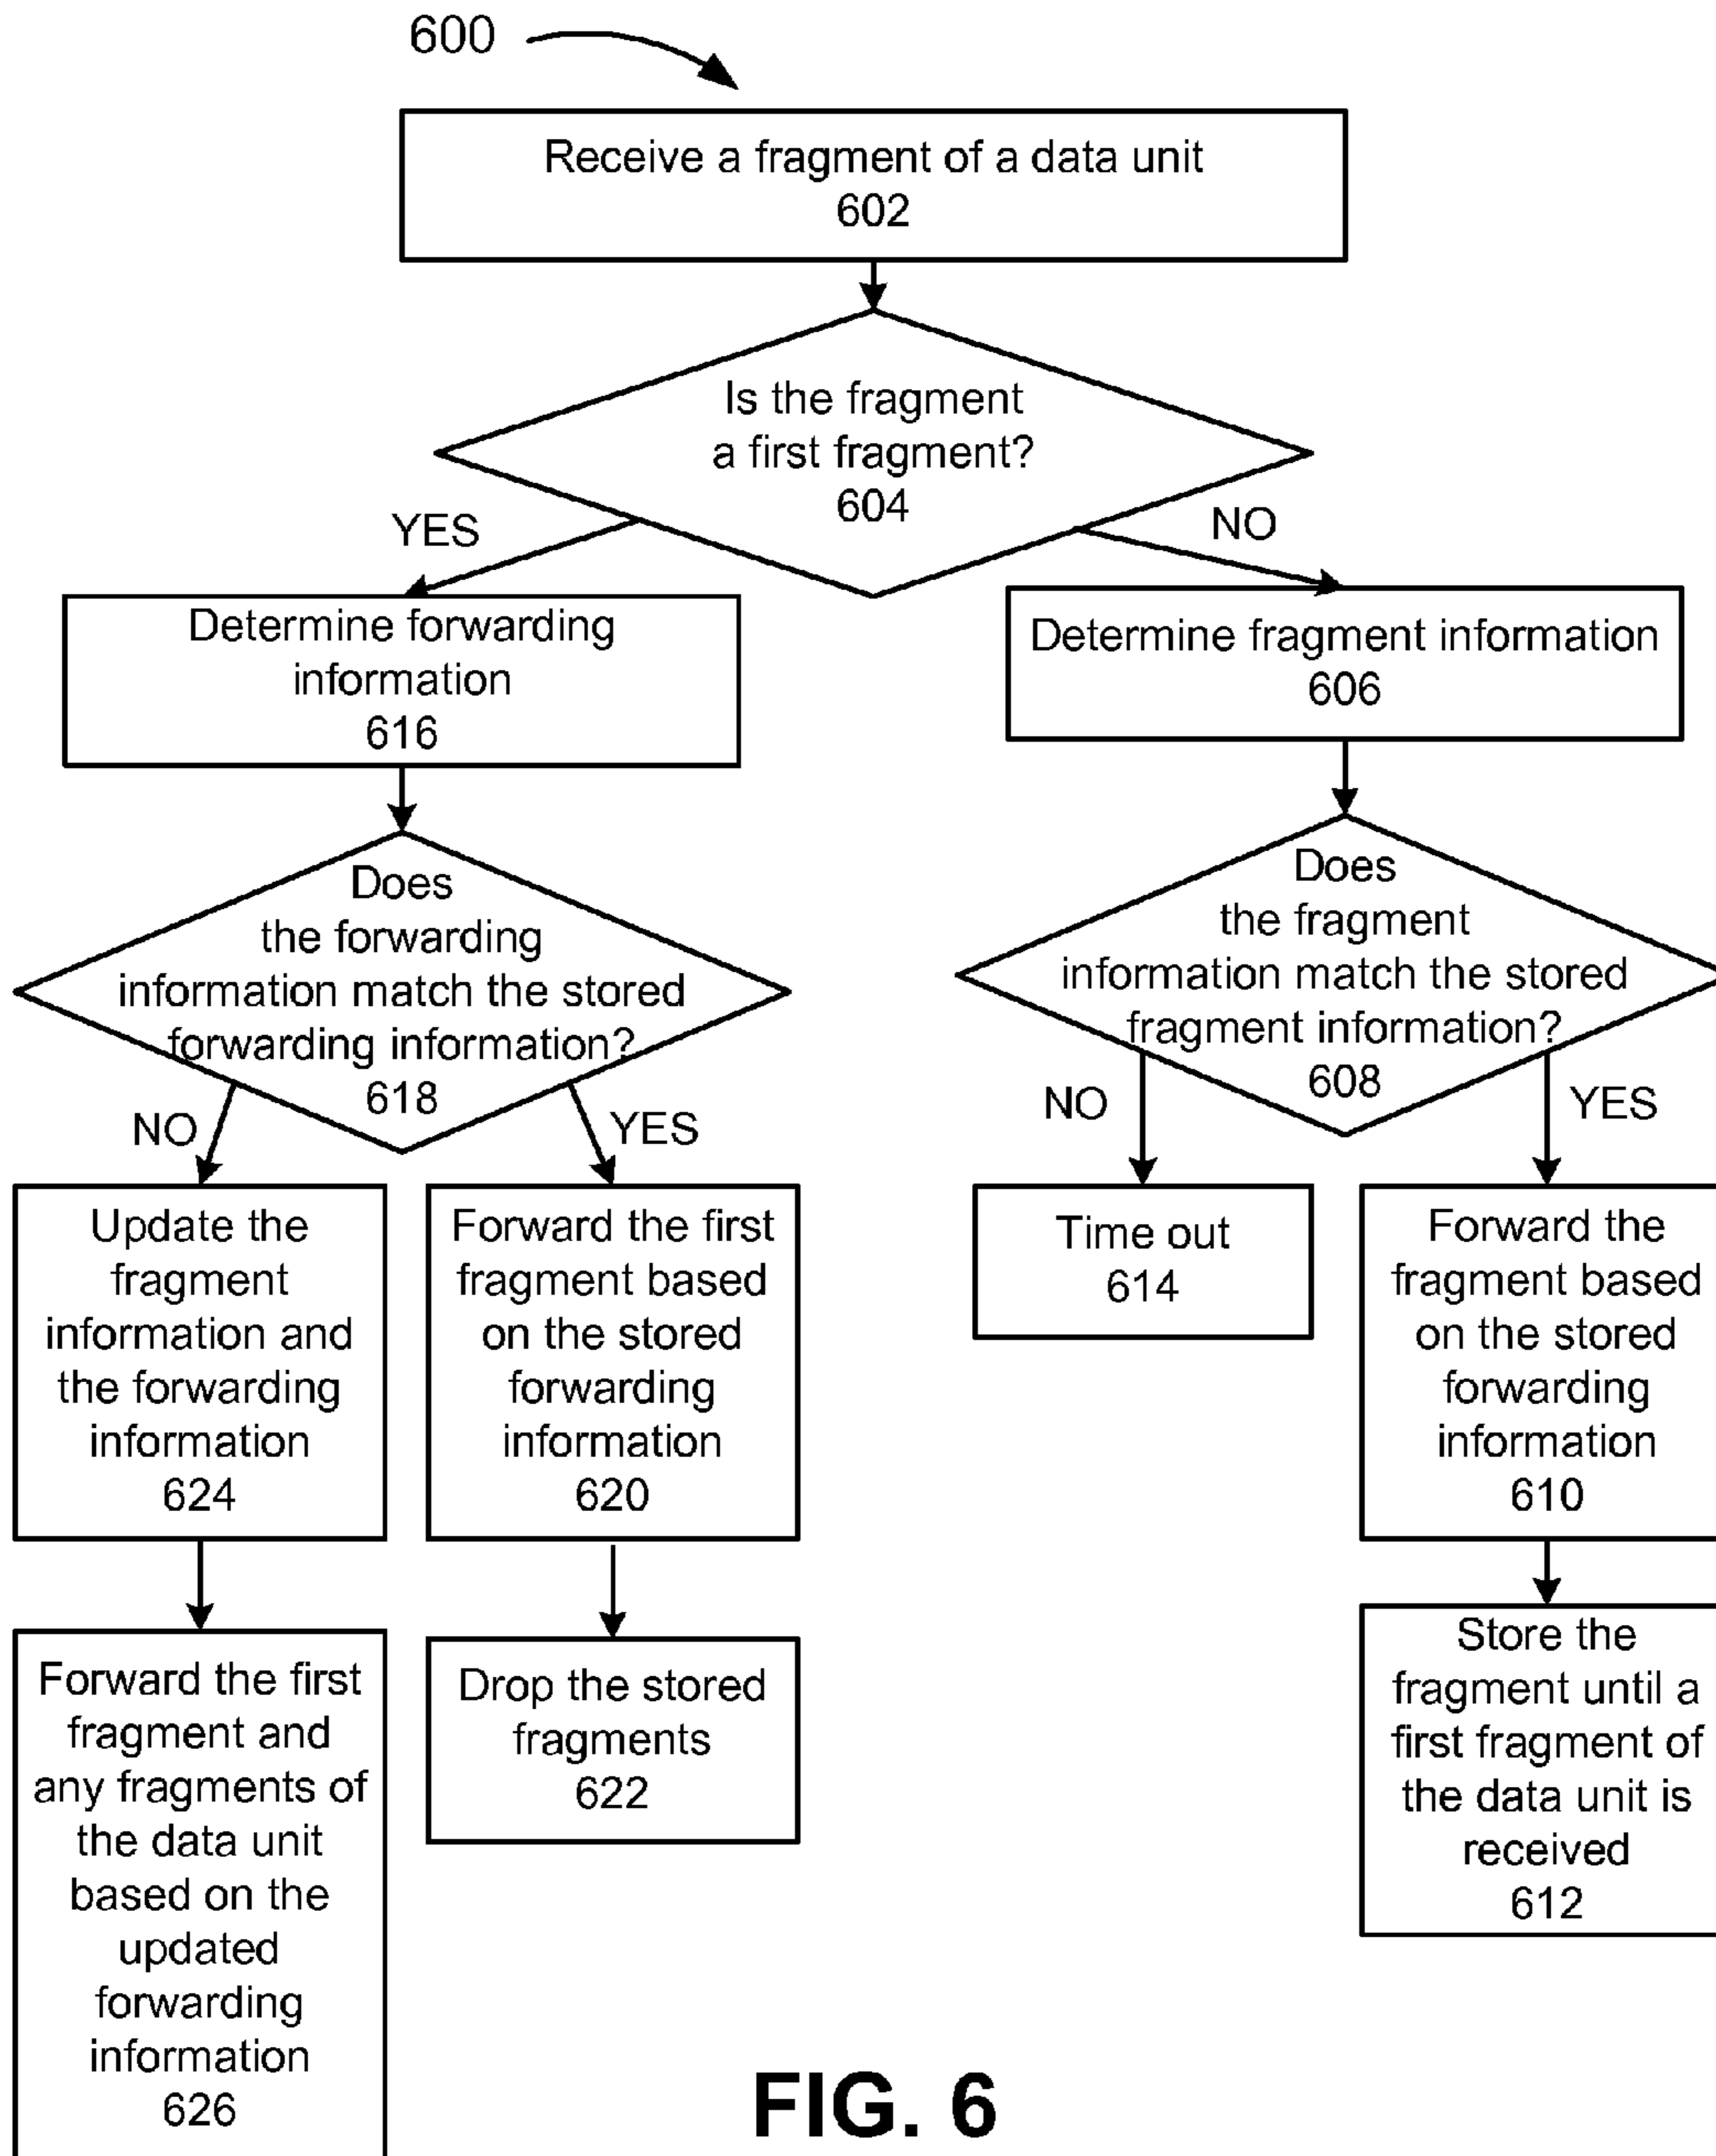 600
Receive a fragment of a data unit
602
Is the fragment
a first fragment?
604
YES
NO
Determine forwarding
information
616
Determine fragment information
606
Does
the forwarding
information match the stored
forwarding information?
618
Does
the fragment
information match the stored
fragment information?
608
NO
YES
NO
YES
Update the
fragment
information and
the forwarding
information
624
Forward the first
fragment based
on the stored
forwarding
information
620
Time out
614
Forward the
fragment based
on the stored
forwarding
information
610
Forward the first
fragment and
any fragments of
the data unit
based on the
updated
forwarding
information
626
Drop the stored
fragments
622
Store the
fragment until a
first fragment of
the data unit is
received
612
FIG. 6